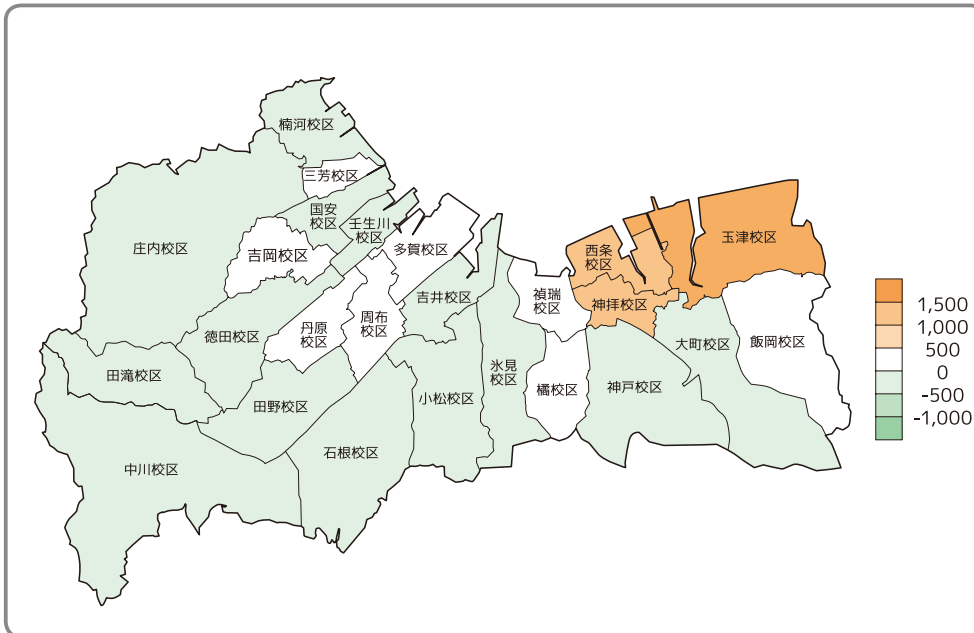 楠河校区
三芳校区
国安
校区
壬生川
校区
多賀校区
庄内校区
吉岡校区
西条
校区
玉津校区
禎瑞
校区
神拝校区
吉井校区
周布
校区
丹原
校区
徳田校区
大町校区
飯岡校区
田滝校区
氷見
校区
橘校区
神戸校区
小松校区
田野校区
石根校区
中川校区
1,500
1,000
500
0
-500
-1,000